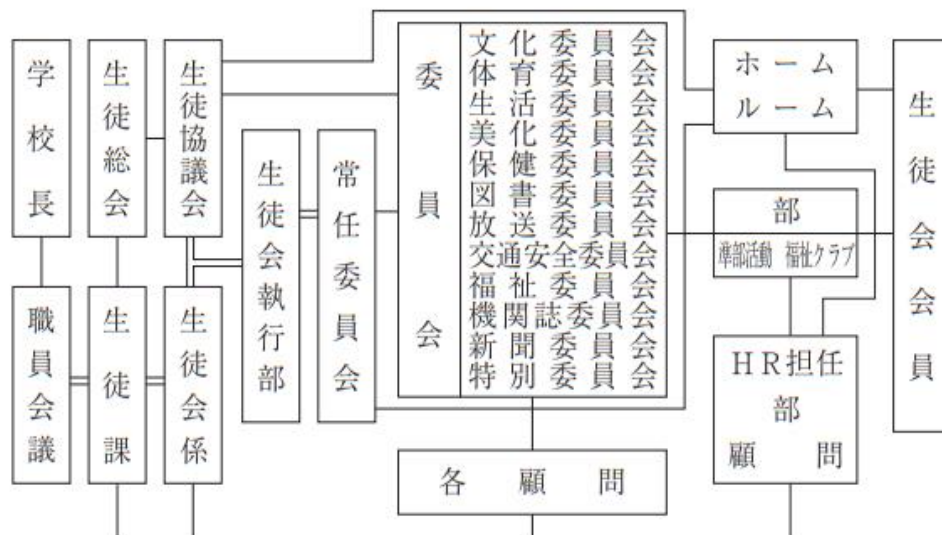 学校長
生徒総会
生徒協議会
職員会議
生徒課
生徒会係
生徒会執行部
常任委員会
委員会
文化委員会
体育委員会
生活委員会
美化委員会
保健委員会
図書委員会
放送委員会
交通安全委員会
福祉委員会
機関誌委員会
新聞委員会
特別委員会
各顧問
ホーム
ルーム
部
準部活動 福祉クラブ
HR担任
部
顧問
生徒会会員